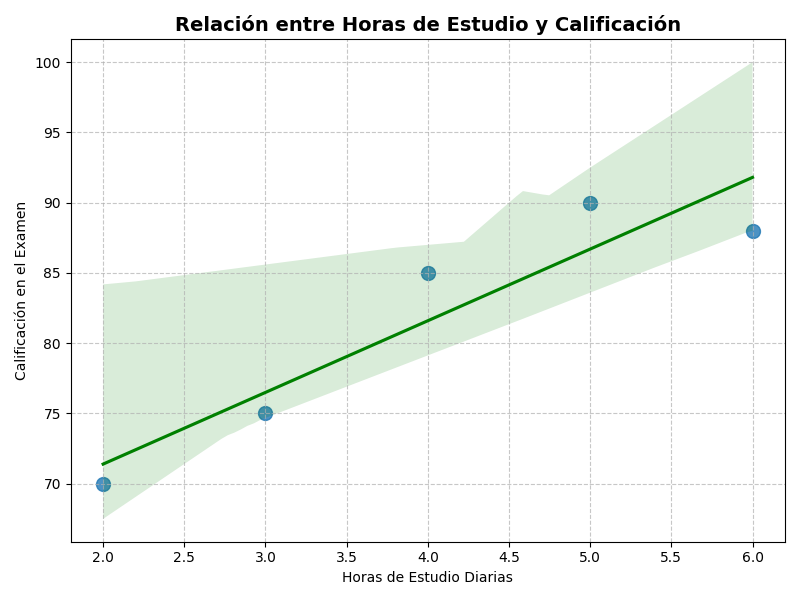 Relación entre Horas de Estudio y Calificación
Calificación en el Examen
100
95
90
85
80
75
70
2.0 2.5 3.0 3.5 4.0 4.5 5.0 5.5 6.0
Horas de Estudio Diarias